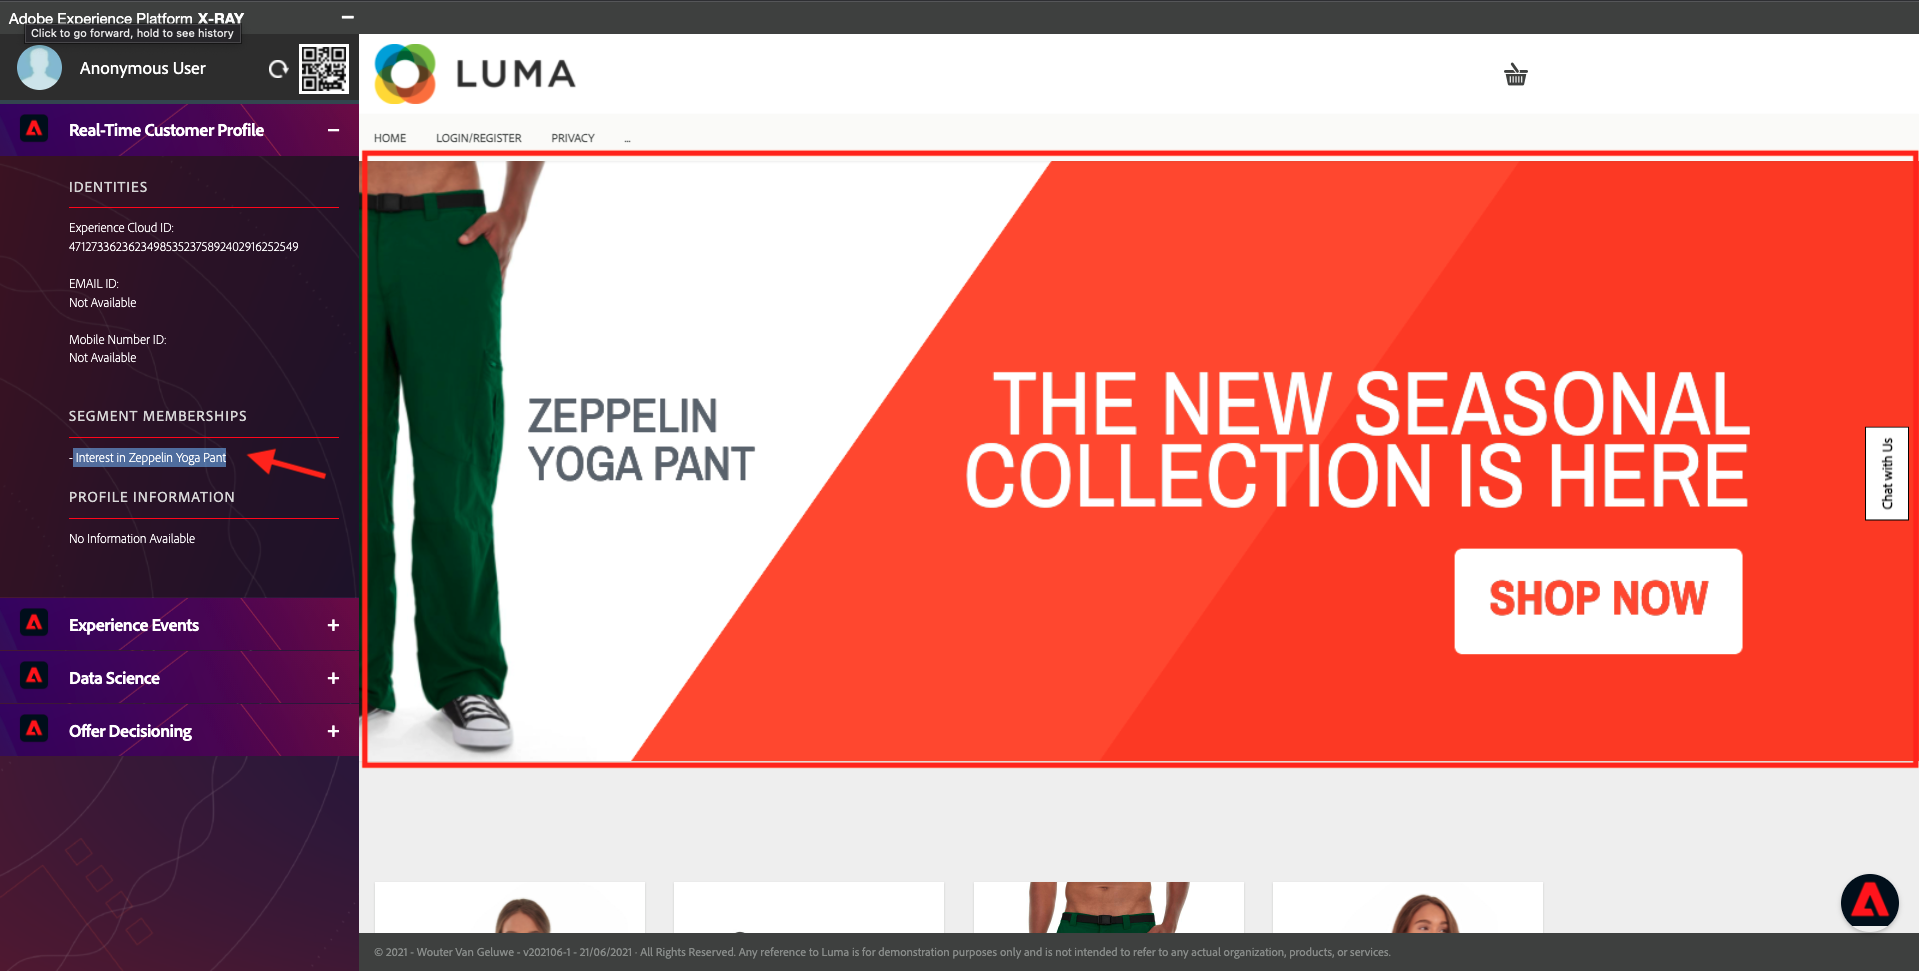 Adobe Experience Platform X-RAY
Click to go forward, hold to see history
Anonymous User
Real-Time Customer Profile
IDENTITIES
Experience Cloud ID:
47127336236234985352375892402916252549
EMAIL ID:
Not Available
Mobile Number ID:
Not Available
SEGMENT MEMBERSHIPS
- Interest in Zeppelin Yoga Pant
PROFILE INFORMATION
No Information Available
Experience Events
Data Science
Offer Decisioning
LUMA
HOME LOGIN/REGISTER PRIVACY ...
ZEPPELIN
YOGA PANT
THE NEW SEASONAL
COLLECTION IS HERE
SHOP NOW
Chat with Us
© 2021 - Wouter Van Geluwe - v202106-1 - 21/06/2021 · All Rights Reserved. Any reference to Luma is for demonstration purposes only and is not intended to refer to any actual organization, products, or services.